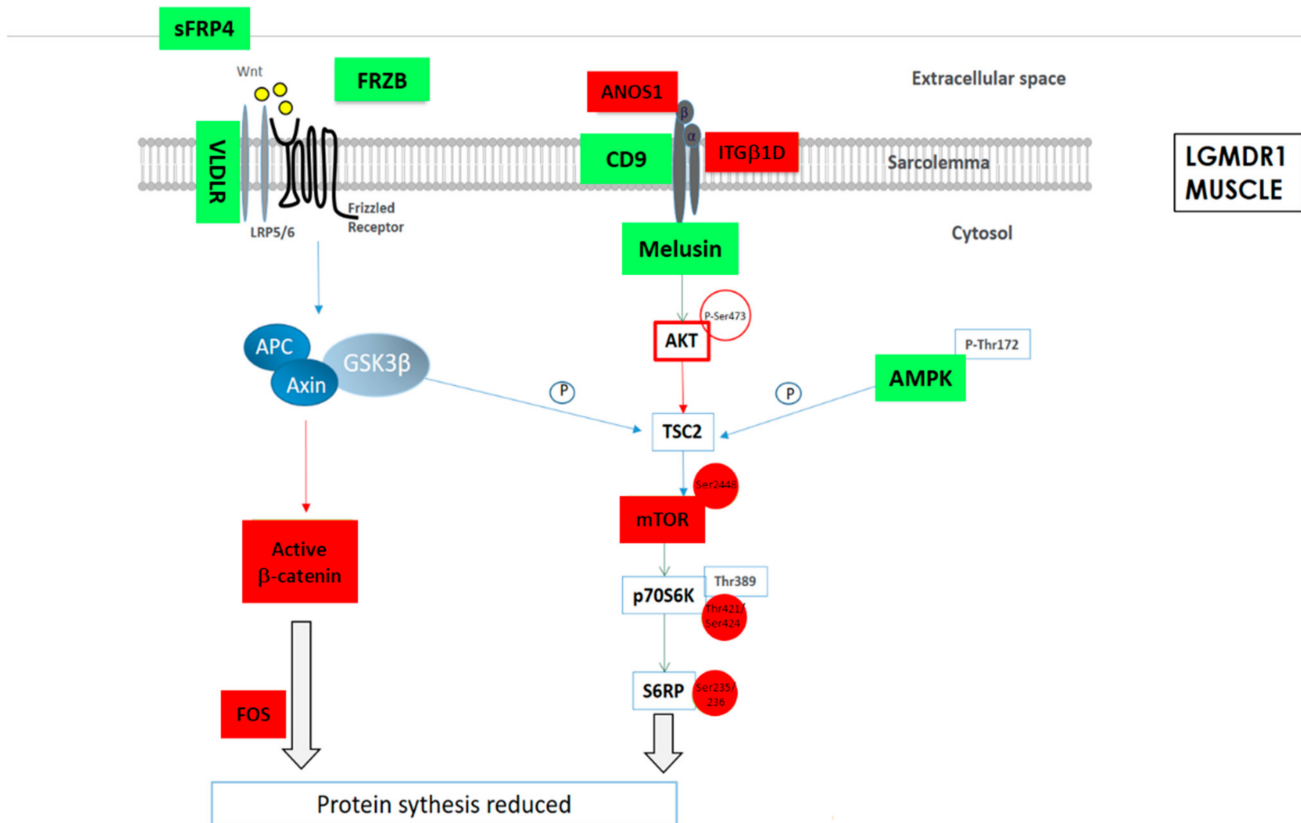 sFRP4
Wnt
FRZB
ANOS1
Extracellular space
β
α
VLDLR
CD9
ITGβ1D
Sarcolemma
LGMDR1
MUSCLE
Frizzled
Receptor
LRP5/6
Cytosol
Melusin
P-Ser473
AKT
APC
GSK3β
Axin
P-Thr172
AMPK
P
P
TSC2
Ser2448
mTOR
Active
β-catenin
Thr389
p70S6K
Thr421/
Ser424
S6RP
Ser235/
236
FOS
Protein sythesis reduced